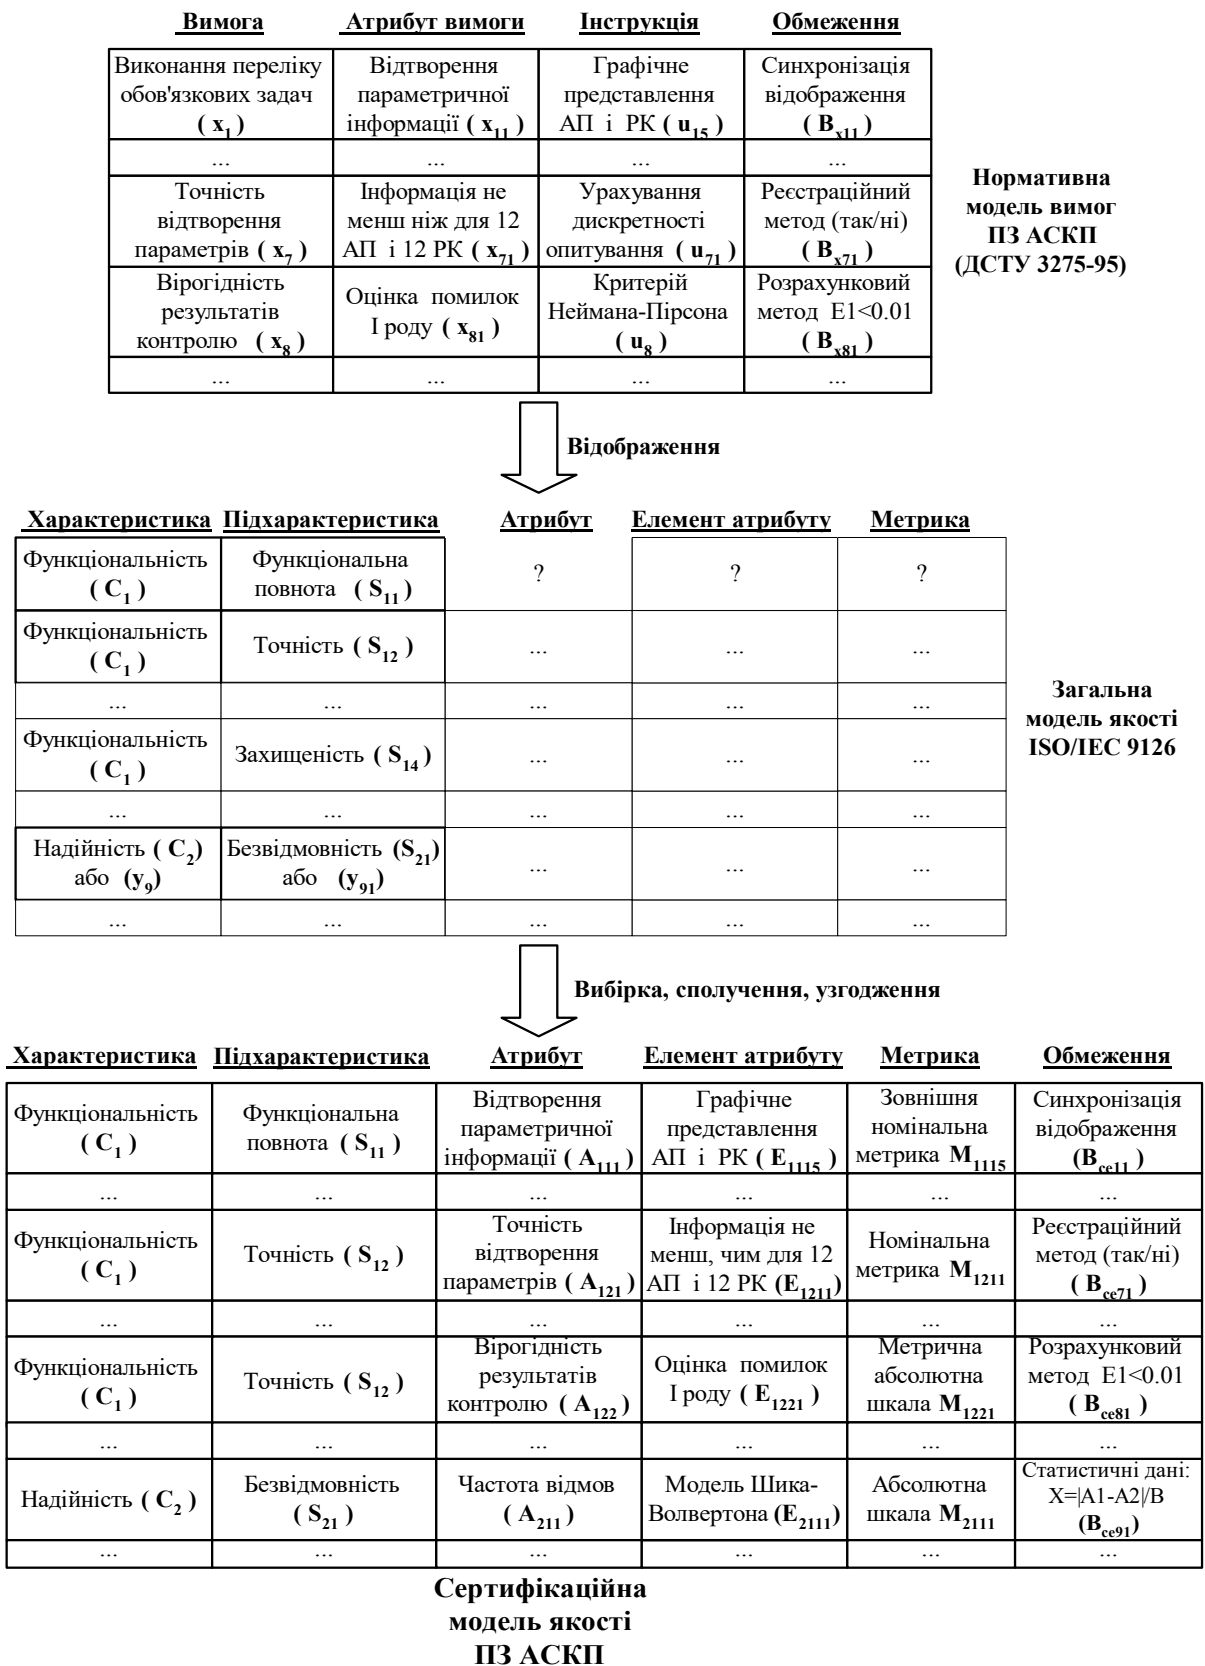 Вимога Атрибут вимоги Інструкція Обмеження
Виконання переліку обов'язкових задач ( x1 )
Відтворення параметричної інформації ( x11 )
Графічне представлення АП і РК ( u15 )
Синхронізація відображення ( Bx11 )
... ... ... ...
Точність відтворення параметрів ( x7 )
Інформація не менш ніж для 12 АП і 12 РК ( x71 )
Урахування дискретності опитування ( u71 )
Реєстраційний метод (так/ні) ( Bx71 )
Вірогідність результатів контролю ( x8 )
Оцінка помилок I роду ( x81 )
Критерій Неймана-Пірсона ( u8 )
Розрахунковий метод E1<0.01 ( Bx81 )
... ... ... ...
Нормативна
модель вимог
ПЗ АСКП
(ДСТУ 3275-95)
Відображення
Характеристика Підхарактеристика Атрибут Елемент атрибуту Метрика
Функціональність ( C1 )
Функціональна повнота ( S11 )
? ? ?
Функціональність ( C1 )
Точність ( S12 )
... ... ...
... ... ... ... ...
Функціональність ( C1 )
Захищеність ( S14 )
... ... ...
... ... ... ... ...
Надійність ( C2) або (y9)
Безвідмовність (S21) або (y91)
... ... ...
... ... ... ... ...
Загальна
модель якості
ISO/IEC 9126
Вибірка, сполучення, узгодження
Характеристика Підхарактеристика Атрибут Елемент атрибуту Метрика Обмеження
Функціональність ( C1 )
Функціональна повнота ( S11 )
Відтворення параметричної інформації ( A111 )
Графічне представлення АП і РК ( E1115 )
Зовнішня номінальна метрика M1115
Синхронізація відображення (Bce11 )
... ... ... ... ... ...
Функціональність ( C1 )
Точність ( S12 )
Точність відтворення параметрів ( A121 )
Інформація не менш, чим для 12 АП і 12 РК (E1211)
Номінальна метрика M1211
Реєстраційний метод (так/ні) ( Bce71 )
... ... ... ... ... ...
Функціональність ( C1 )
Точність ( S12 )
Вірогідність результатів контролю ( A122 )
Оцінка помилок I роду ( E1221 )
Метрична абсолютна шкала M1221
Розрахунковий метод E1<0.01 ( Bce81 )
... ... ... ... ... ...
Надійність ( C2 )
Безвідмовність ( S21 )
Частота відмов ( A211 )
Модель Шика-Волвертона (E2111)
Абсолютна шкала M2111
Статистичні дані: X=|A1-A2|/B (Bce91)
... ... ... ... ... ...
Сертифікаційна
модель якості
ПЗ АСКП